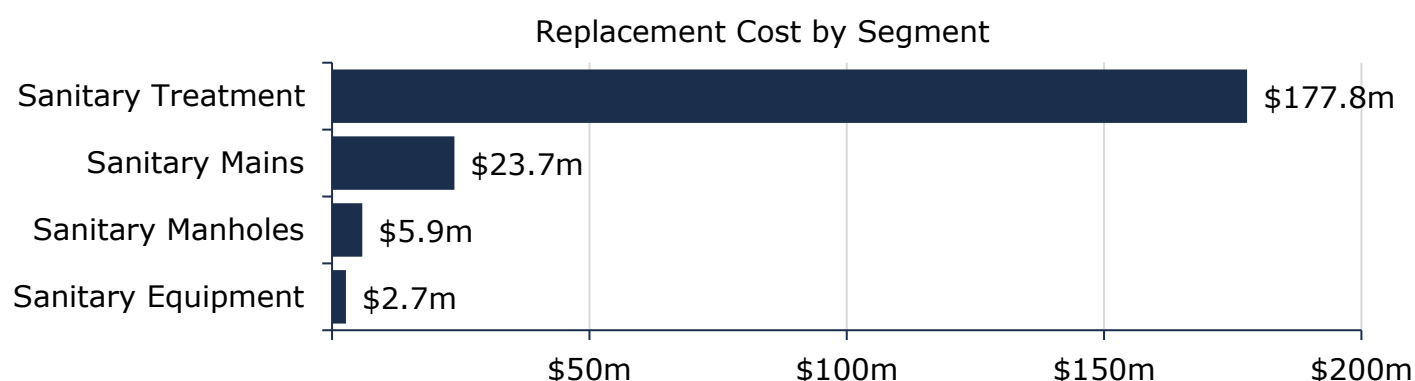 Replacement Cost by Segment
Sanitary Treatment $177.8m
Sanitary Mains $23.7m
Sanitary Manholes $5.9m
Sanitary Equipment $2.7m
$50m $100m $150m $200m